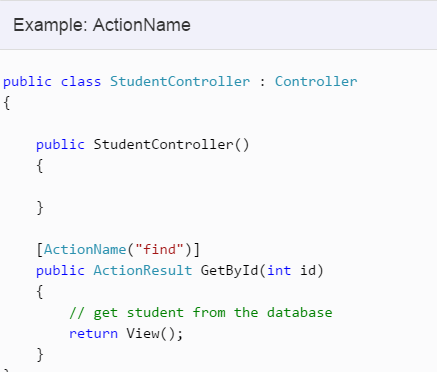 Example: ActionName
public class StudentController : Controller
{
public StudentController()
{
}
[ActionName("find")]
public ActionResult GetById(int id)
{
// get student from the database
return View();
}